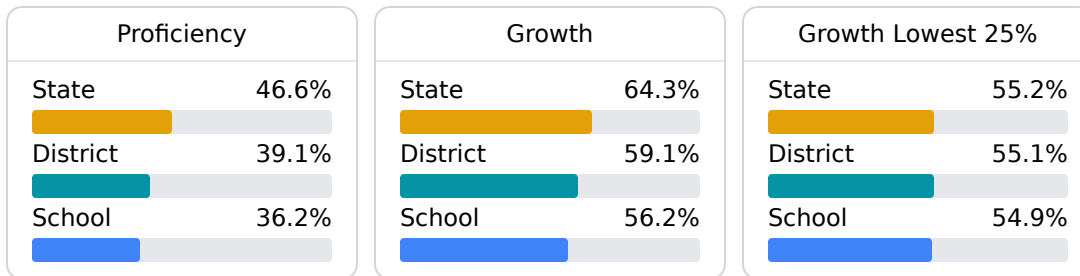 Proficiency
State 46.6%
District 39.1%
School 36.2%
Growth
State 64.3%
District 59.1%
School 56.2%
Growth Lowest 25%
State 55.2%
District 55.1%
School 54.9%